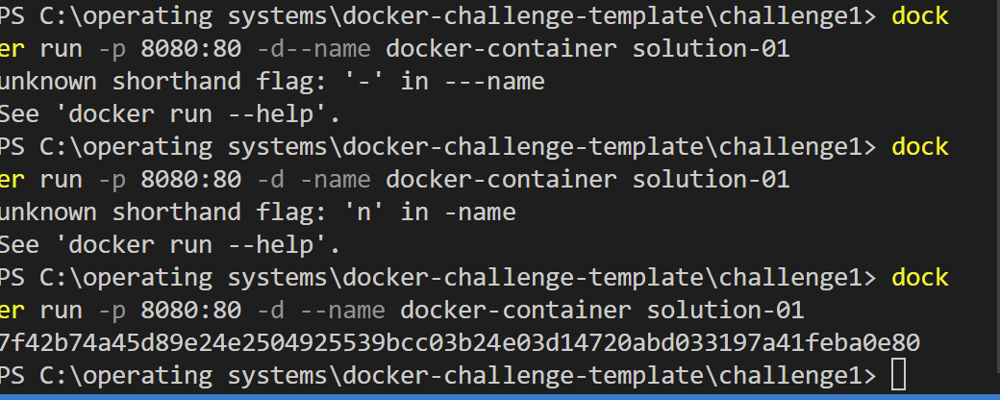 PS C:\operating systems\docker-challenge-template\challenge1> dock
er run -p 8080:80 -d--name docker-container solution-01
unknown shorthand flag: '-' in ---name
See 'docker run --help'.
PS C:\operating systems\docker-challenge-template\challenge1> dock
er run -p 8080:80 -d -name docker-container solution-01
unknown shorthand flag: 'n' in -name
See 'docker run --help'.
PS C:\operating systems\docker-challenge-template\challenge1> dock
er run -p 8080:80 -d --name docker-container solution-01
7f42b74a45d89e24e2504925539bcc03b24e03d14720abd033197a41feba0e80
PS C:\operating systems\docker-challenge-template\challenge1>